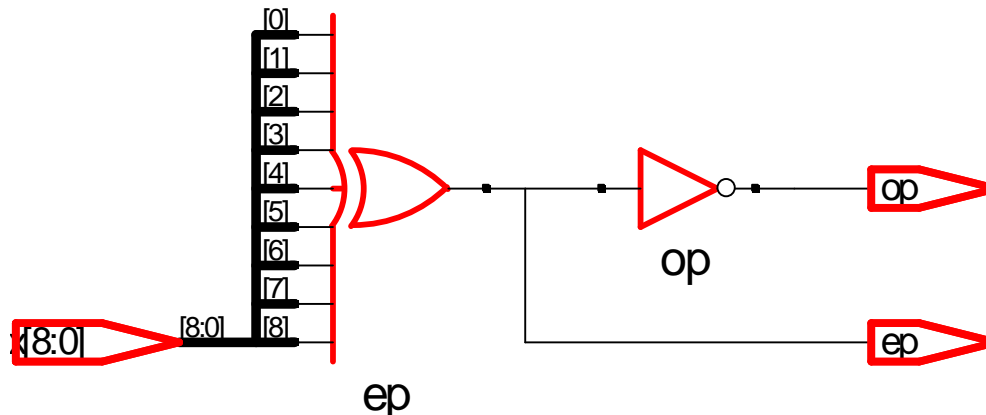 [0]
[1]
[2]
[3]
[4]
[5]
[6]
[7]
[8]
[8:0]
x[8:0]
op
op
ep
ep